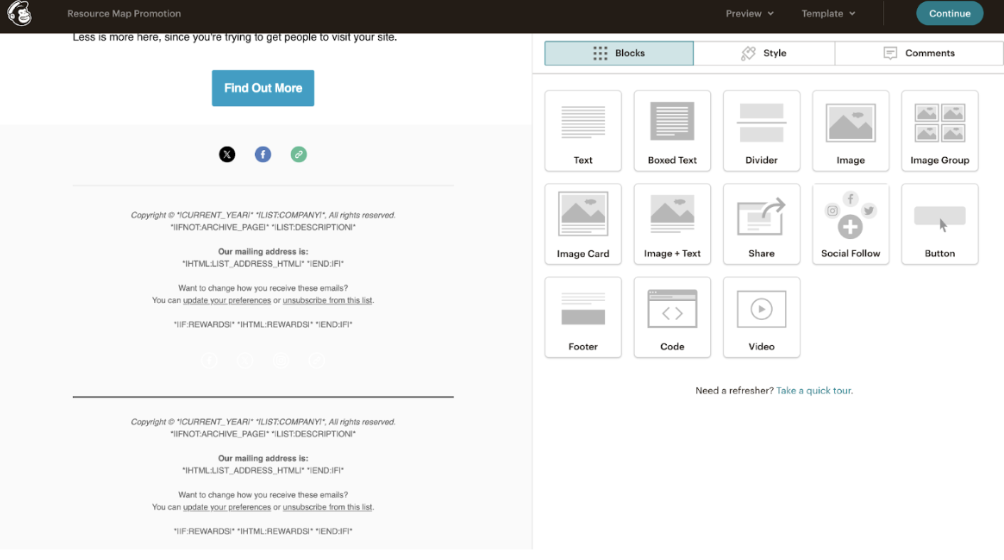 Resource Map Promotion
Preview
Template
Continue
Less is more here, since you're trying to get people to visit your site.
Find Out More
Copyright © *|CURRENT_YEAR|* *|LIST:COMPANY|*, All rights reserved.
*|IFNOT:ARCHIVE_PAGE|* *|LIST:DESCRIPTION|*
Our mailing address is:
*|HTML:LIST_ADDRESS_HTML|* *|END:IF|*
Want to change how you receive these emails?
You can update your preferences or unsubscribe from this list.
*|IF:REWARDS|* *|HTML:REWARDS|* *|END:IF|*
Copyright © *|CURRENT_YEAR|* *|LIST:COMPANY|*, All rights reserved.
*|IFNOT:ARCHIVE_PAGE|* *|LIST:DESCRIPTION|*
Our mailing address is:
*|HTML:LIST_ADDRESS_HTML|* *|END:IF|*
Want to change how you receive these emails?
You can update your preferences or unsubscribe from this list.
*|IF:REWARDS|* *|HTML:REWARDS|* *|END:IF|*
Blocks
Style
Comments
Text
Boxed Text
Divider
Image
Image Group
Image Card
Image + Text
Share
Social Follow
Button
Footer
Code
Video
Need a refresher? Take a quick tour.